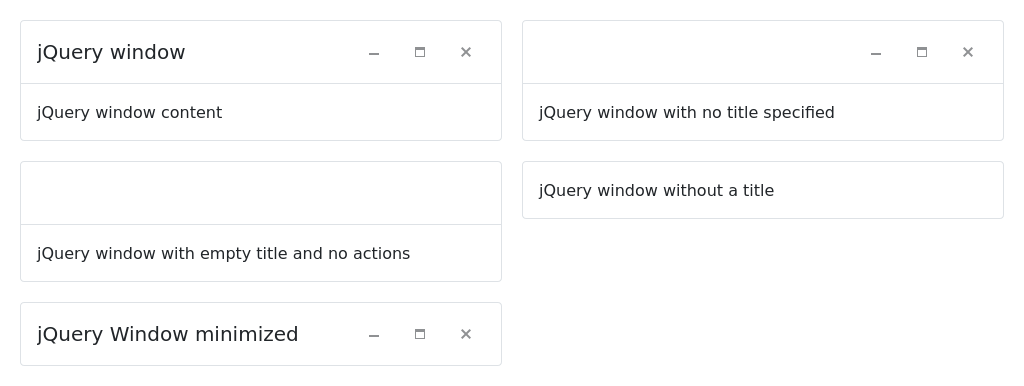 jQuery window
jQuery window content
jQuery window with no title specified
jQuery window with empty title and no actions
jQuery window without a title
jQuery Window minimized